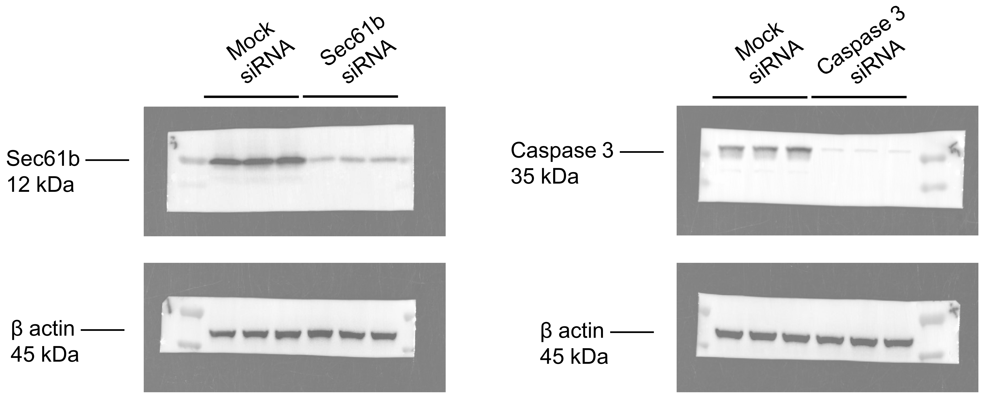 Mock
siRNA
Sec61b
siRNA
Sec61b
12 kDa
β actin
45 kDa
Mock
siRNA
Caspase 3
siRNA
Caspase 3
35 kDa
β actin
45 kDa